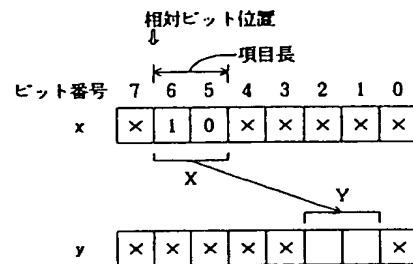 相対ビット位置
項目長
ビット番号 7 6 5 4 3 2 1 0
x × 1 0 × × × × ×
X
Y
y × × × × × ×